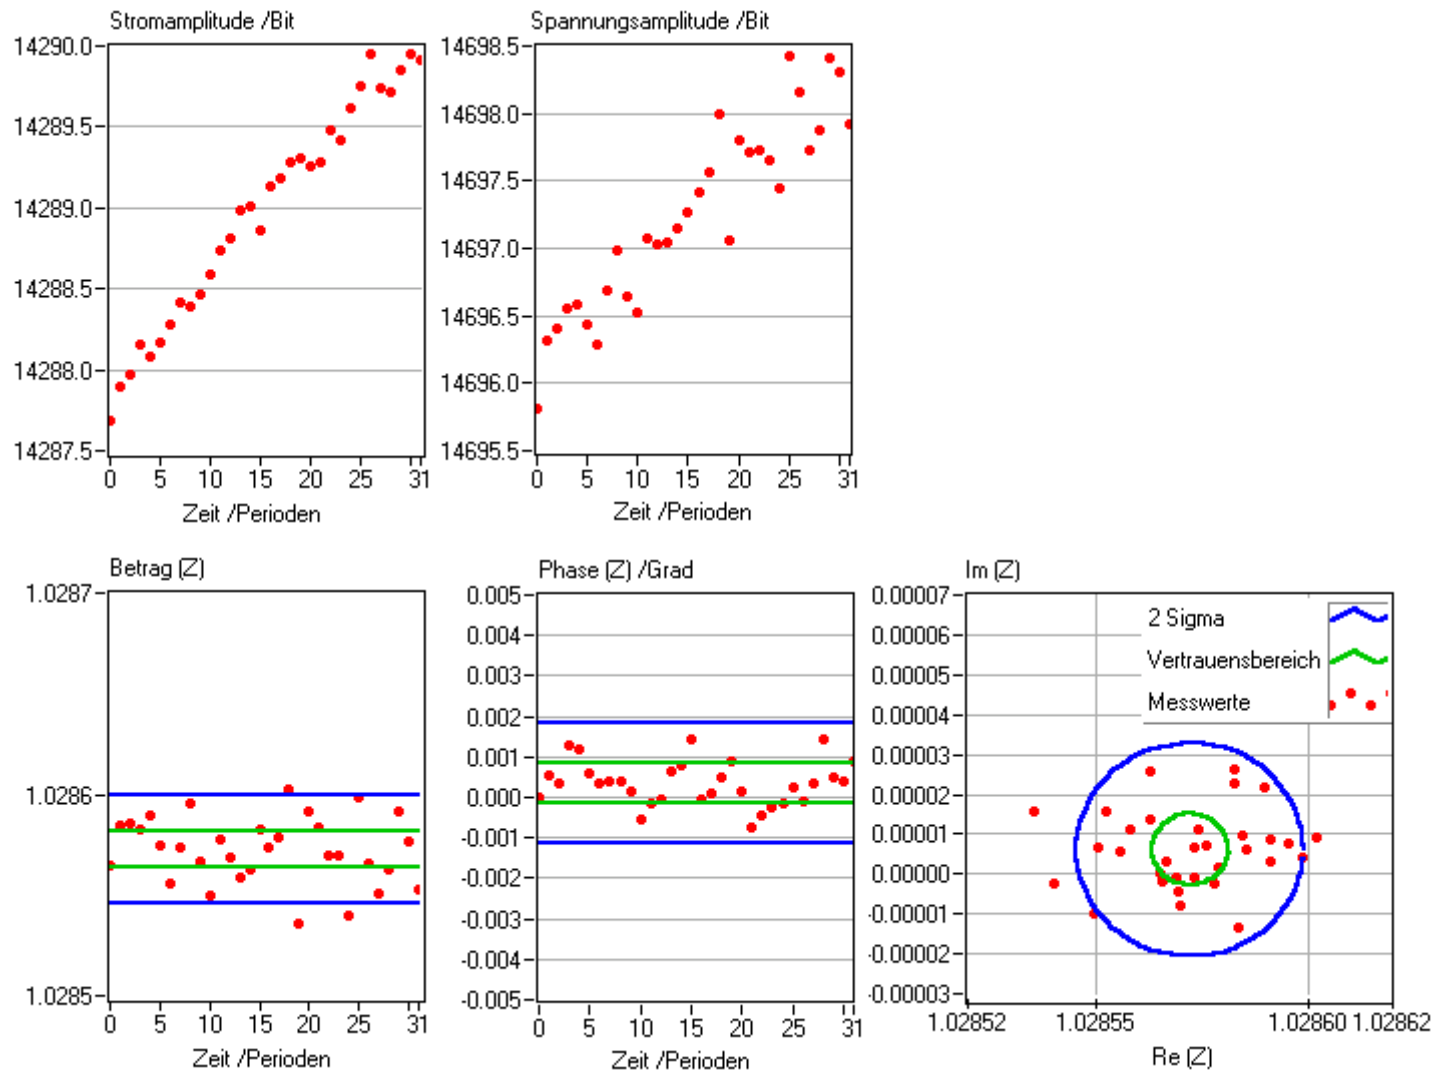 Stromamplitude /Bit
14290.0
14289.5
14289.0
14288.5
14288.0
14287.5
0 5 10 15 20 25 31
Zeit /Perioden
Spannungsamplitude /Bit
14698.5
14698.0
14697.5
14697.0
14696.5
14696.0
14695.5
0 5 10 15 20 25 31
Zeit /Perioden
Betrag (Z)
1.0287
1.0286
1.0285
0 5 10 15 20 25 31
Zeit /Perioden
Phase (Z) /Grad
0.005
0.004
0.003
0.002
0.001
0.000
-0.001
-0.002
-0.003
-0.004
-0.005
0 5 10 15 20 25 31
Zeit /Perioden
Im (Z)
0.00007
0.00006
0.00005
0.00004
0.00003
0.00002
0.00001
0.00000
-0.00001
-0.00002
-0.00003
2 Sigma
Vertrauensbereich
Messwerte
1.02852 1.02855 1.02860 1.02862
Re (Z)